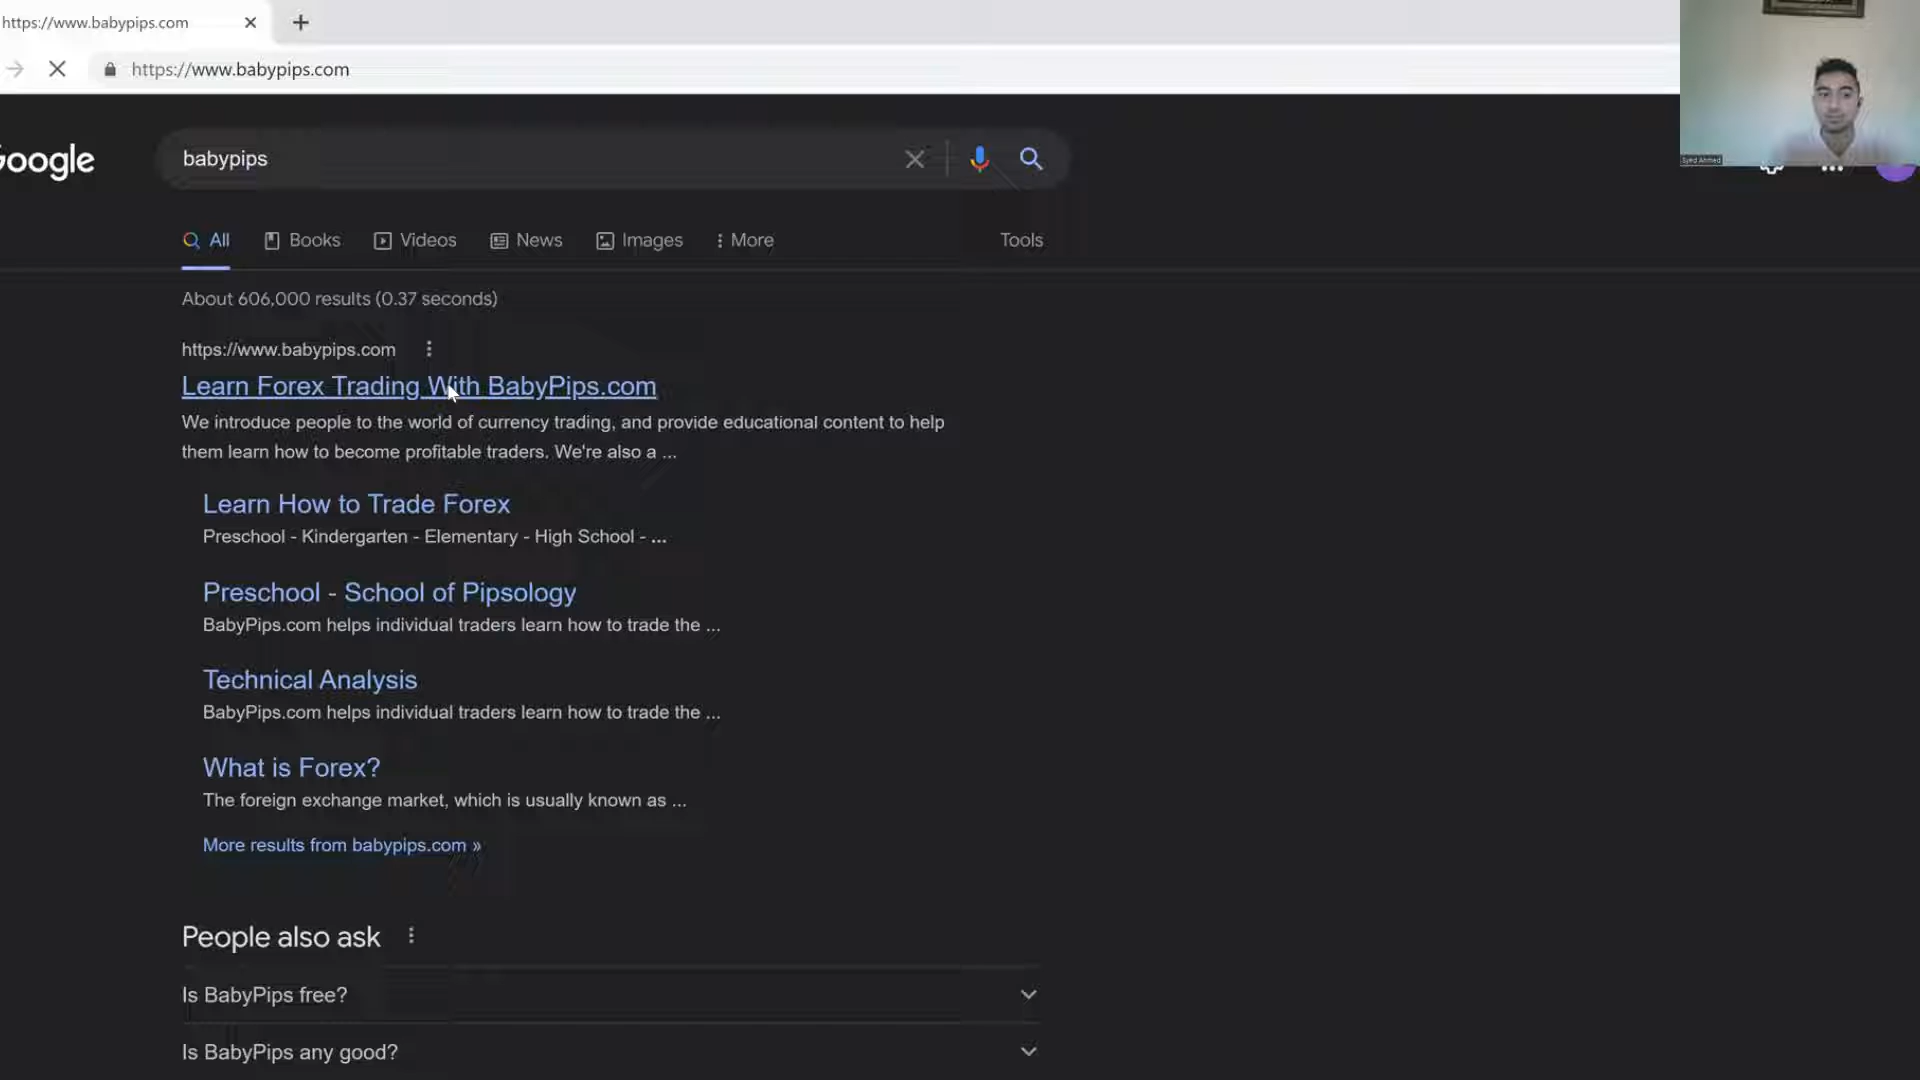 https://www.babypips.com
https://www.babypips.com
Google
babypips
All
Books
Videos
News
Images
More
Tools
About 606,000 results (0.37 seconds)
https://www.babypips.com
Learn Forex Trading With BabyPips.com
We introduce people to the world of currency trading, and provide educational content to help
them learn how to become profitable traders. We're also a ...
Learn How to Trade Forex
Preschool - Kindergarten - Elementary - High School - ...
Preschool - School of Pipsology
BabyPips.com helps individual traders learn how to trade the ...
Technical Analysis
BabyPips.com helps individual traders learn how to trade the ...
What is Forex?
The foreign exchange market, which is usually known as ...
More results from babypips.com »
People also ask
Is BabyPips free?
Is BabyPips any good?
Syed Ahmed